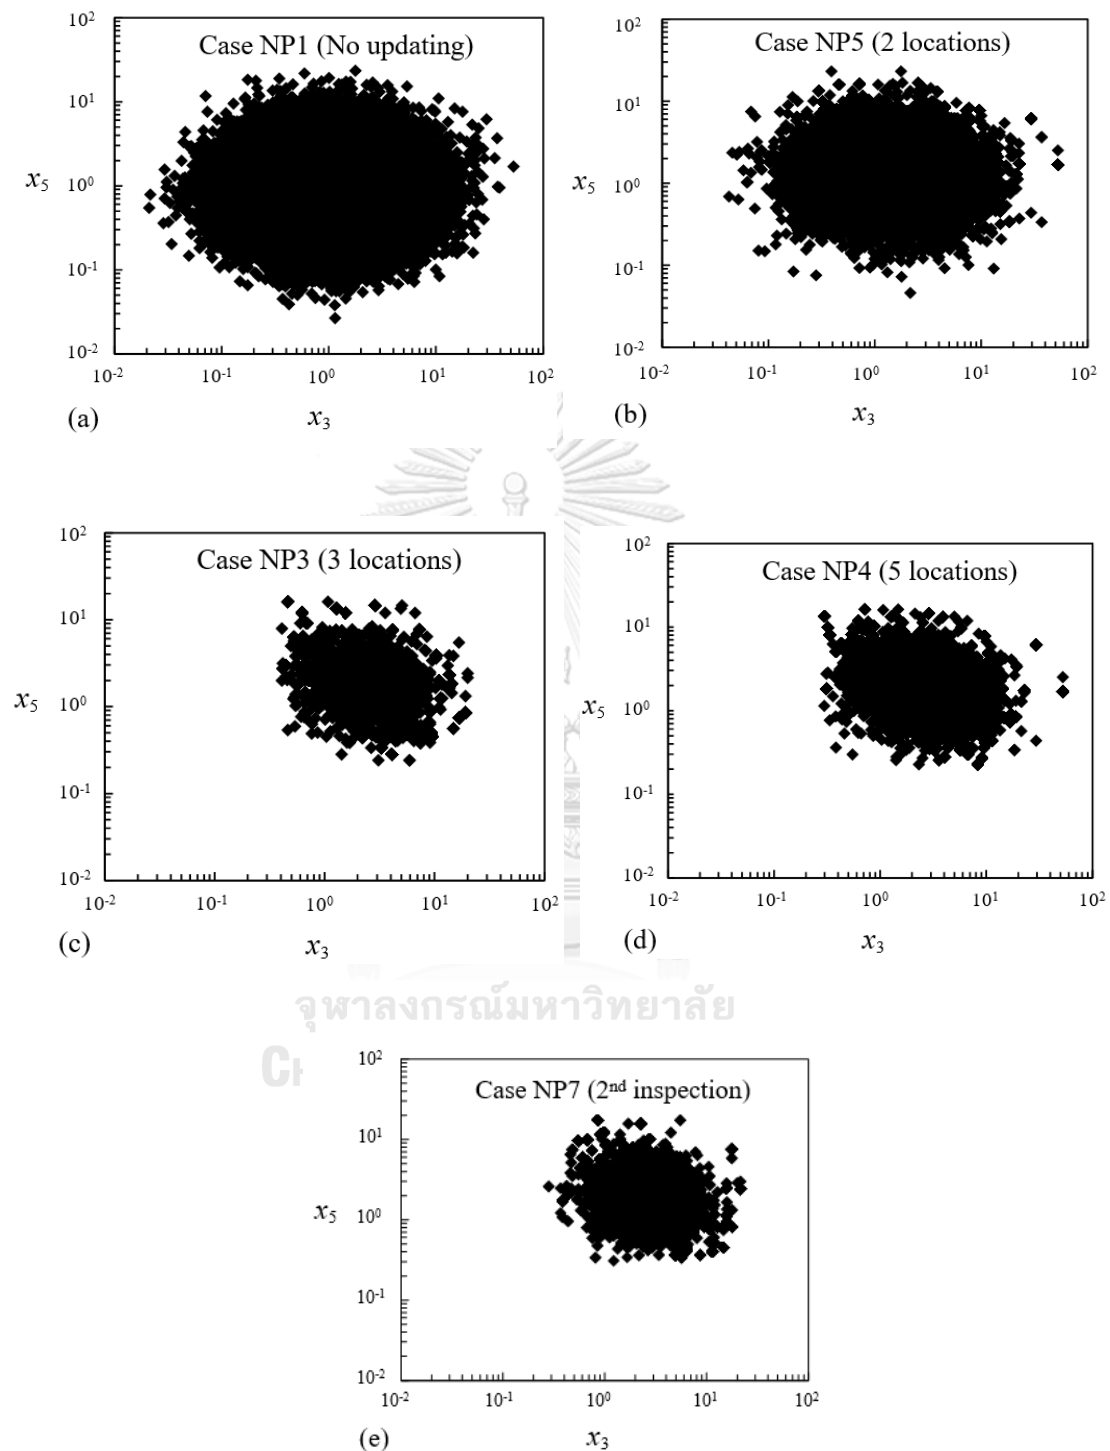 Case NP1 (No updating)
10²
10¹
x₅ 10⁰
10⁻¹
10⁻²
10⁻² 10⁻¹ 10⁰ 10¹ 10²
(a) x₃
Case NP5 (2 locations)
10²
10¹
x₅ 10⁰
10⁻¹
10⁻²
10⁻² 10⁻¹ 10⁰ 10¹ 10²
(b) x₃
Case NP3 (3 locations)
10²
10¹
x₅ 10⁰
10⁻¹
10⁻²
10⁻² 10⁻¹ 10⁰ 10¹ 10²
(c) x₃
Case NP4 (5 locations)
10²
10¹
x₅ 10⁰
10⁻¹
10⁻²
10⁻² 10⁻¹ 10⁰ 10¹ 10²
(d) x₃
จุฬาลงกรณ์มหาวิทยาลัย
Case NP7 (2ⁿᵈ inspection)
10²
10¹
x₅ 10⁰
10⁻¹
10⁻²
10⁻² 10⁻¹ 10⁰ 10¹ 10²
(e) x₃